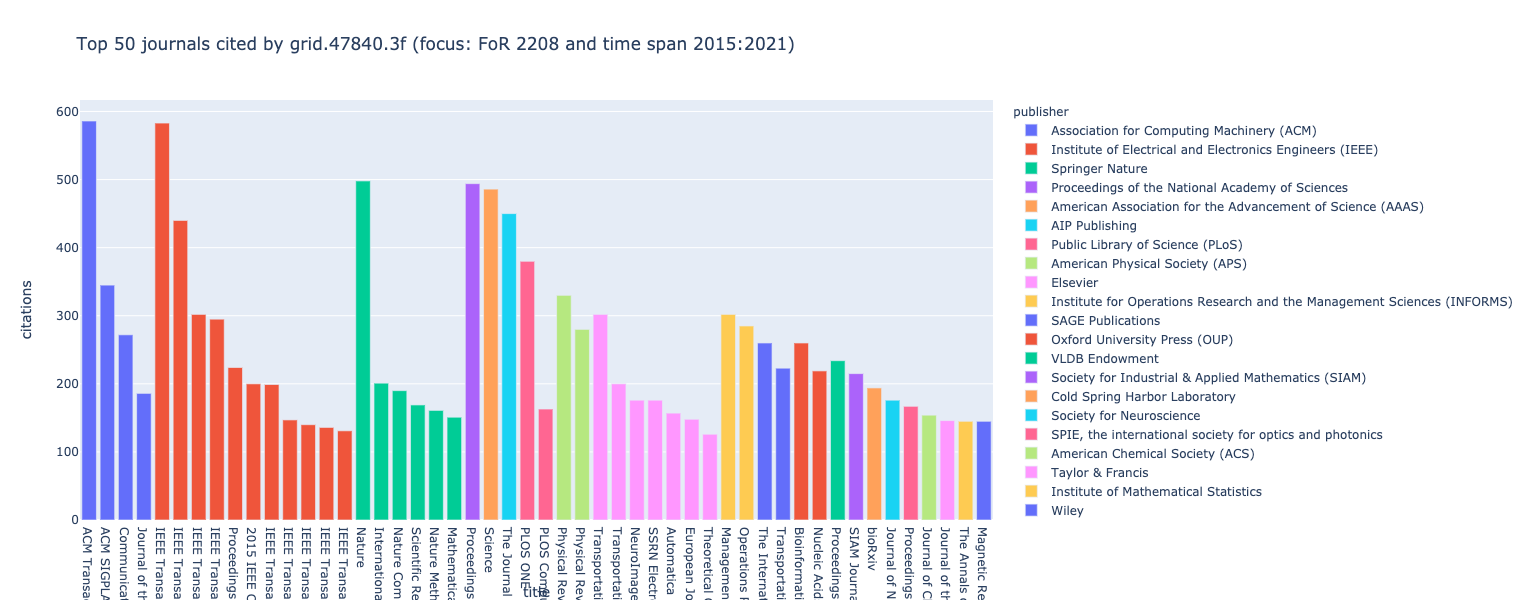 Top 50 journals cited by grid.47840.3f (focus: FoR 2208 and time span 2015:2021)
publisher
Association for Computing Machinery (ACM)
Institute of Electrical and Electronics Engineers (IEEE)
Springer Nature
Proceedings of the National Academy of Sciences
American Association for the Advancement of Science (AAAS)
AIP Publishing
Public Library of Science (PLoS)
American Physical Society (APS)
Elsevier
Institute for Operations Research and the Management Sciences (INFORMS)
SAGE Publications
Oxford University Press (OUP)
VLDB Endowment
Society for Industrial & Applied Mathematics (SIAM)
Cold Spring Harbor Laboratory
Society for Neuroscience
SPIE, the international society for optics and photonics
American Chemical Society (ACS)
Taylor & Francis
Institute of Mathematical Statistics
Wiley
citations
600
500
400
300
200
100
0
ACM Transa
ACM SIGPLA
Communicat
Journal of th
IEEE Transa
IEEE Transa
IEEE Transa
IEEE Transa
Proceedings
2015 IEEE C
IEEE Transa
IEEE Transa
IEEE Transa
IEEE Transa
IEEE Transa
Nature
Internationa
Nature Com
Scientific Re
Nature Meth
Mathematica
Proceedings
Science
The Journal
PLOS ONE
PLOS Com
Physical Rev
Physical Rev
Transportati
Transportati
NeuroImage
SSRN Electr
Automatica
European Jo
Theoretical
Managemen
Operations
The Internat
Transportati
Bioinformati
Nucleic Acid
Proceedings
SIAM Journa
bioRxiv
Journal of N
Proceedings
Journal of C
Journal of th
The Annals
Magnetic Re
title